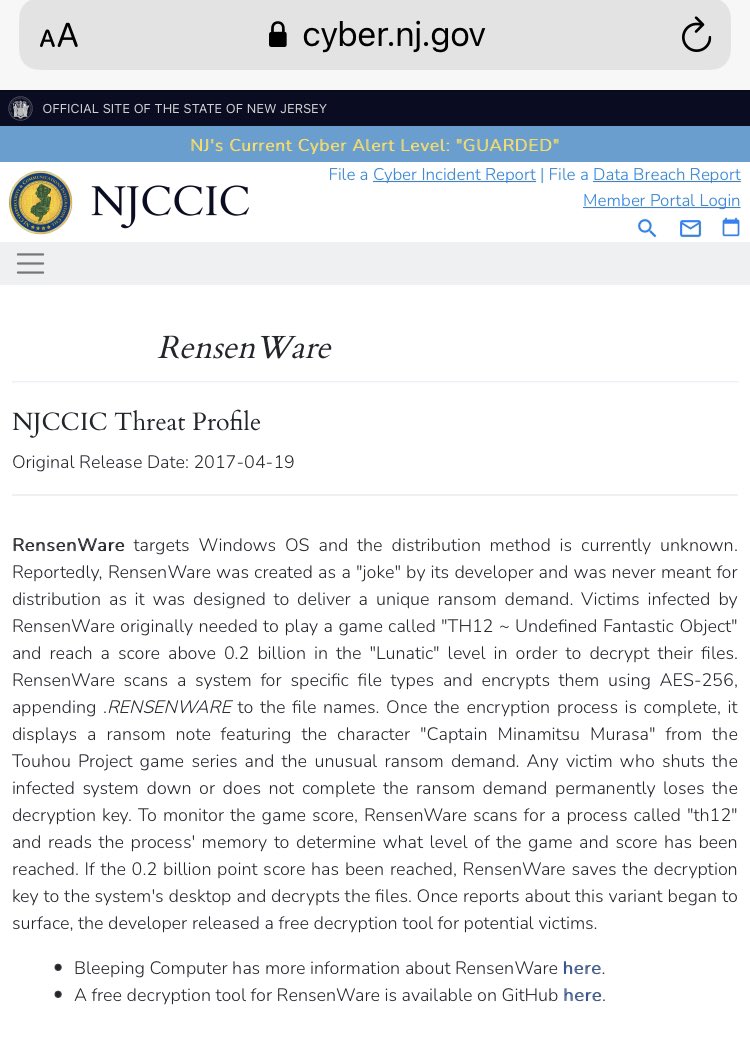 AA cyber.nj.gov
OFFICIAL SITE OF THE STATE OF NEW JERSEY
NJ's Current Cyber Alert Level: "GUARDED"
File a Cyber Incident Report | File a Data Breach Report
NJCCIC
Member Portal Login
RensenWare
NJCCIC Threat Profile
Original Release Date: 2017-04-19
RensenWare targets Windows OS and the distribution method is currently unknown.
Reportedly, RensenWare was created as a "joke" by its developer and was never meant for
distribution as it was designed to deliver a unique ransom demand. Victims infected by
RensenWare originally needed to play a game called "TH12 ~ Undefined Fantastic Object"
and reach a score above 0.2 billion in the "Lunatic" level in order to decrypt their files.
RensenWare scans a system for specific file types and encrypts them using AES-256,
appending .RENSENWARE to the file names. Once the encryption process is complete, it
displays a ransom note featuring the character "Captain Minamitsu Murasa" from the
Touhou Project game series and the unusual ransom demand. Any victim who shuts the
infected system down or does not complete the ransom demand permanently loses the
decryption key. To monitor the game score, RensenWare scans for a process called "th12"
and reads the process' memory to determine what level of the game and score has been
reached. If the 0.2 billion point score has been reached, RensenWare saves the decryption
key to the system's desktop and decrypts the files. Once reports about this variant began to
surface, the developer released a free decryption tool for potential victims.
Bleeping Computer has more information about RensenWare here.
A free decryption tool for RensenWare is available on GitHub here.